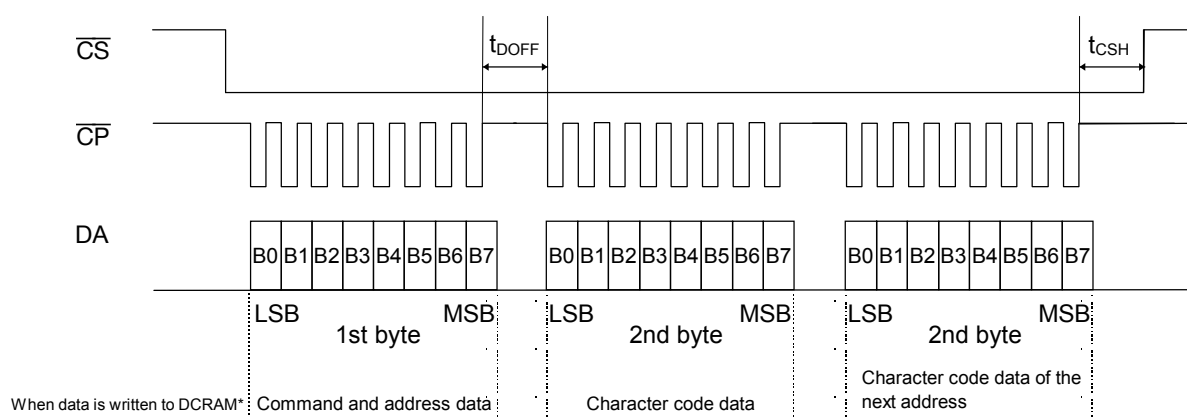 CS
tDOFF
tCSH
CP
DA
B0 B1 B2 B3 B4 B5 B6 B7
B0 B1 B2 B3 B4 B5 B6 B7
B0 B1 B2 B3 B4 B5 B6 B7
LSB MSB
1st byte
LSB MSB
2nd byte
LSB MSB
2nd byte
When data is written to DCRAM*
Command and address data
Character code data
Character code data of the
next address